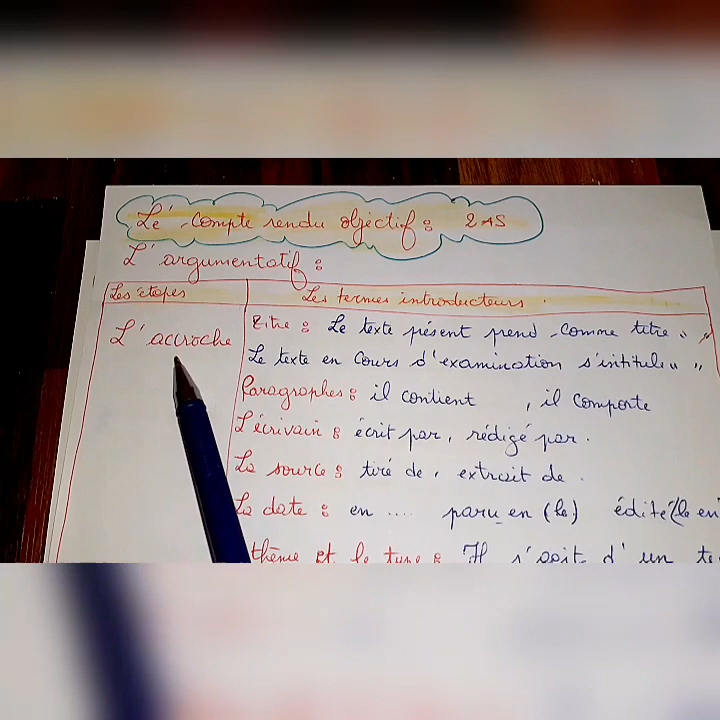 Le compte rendu objectif : 2AS
L'argumentatif :
Les étapes
Les termes introducteurs
L'accroche
Titre : Le texte présent prend comme titre " "
Le texte en cours d'examination s'intitule " "
Paragraphes : il contient , il comporte
L'écrivain : écrit par, rédigé par.
La source : tiré de, extrait de.
La date : en .... paru en (le) édité (le en
thème et le type : Il s'agit d'un te